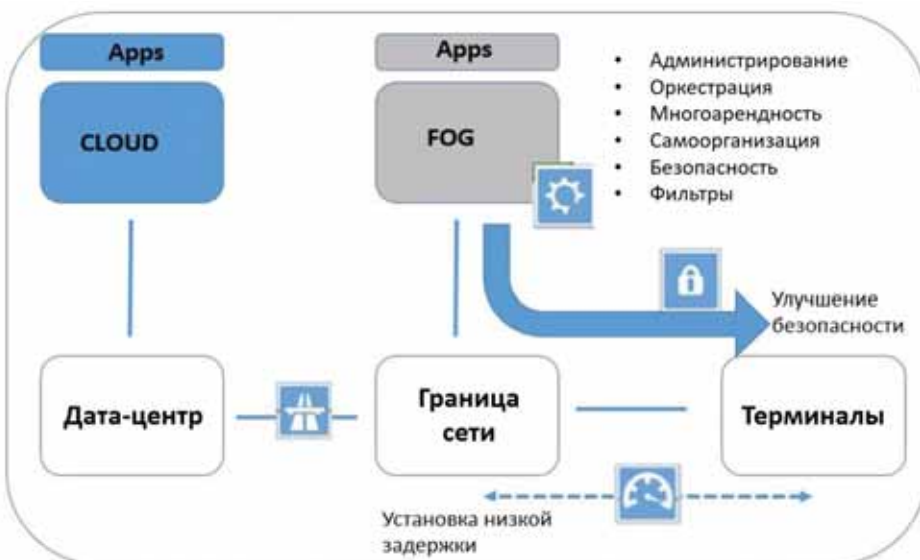 Apps
Apps
CLOUD
FOG
• Администрирование
• Оркестрация
• Многоарендность
• Самоорганизация
• Безопасность
• Фильтры
Улучшение
безопасности
Дата-центр
Граница
сети
Терминалы
Установка низкой
задержки